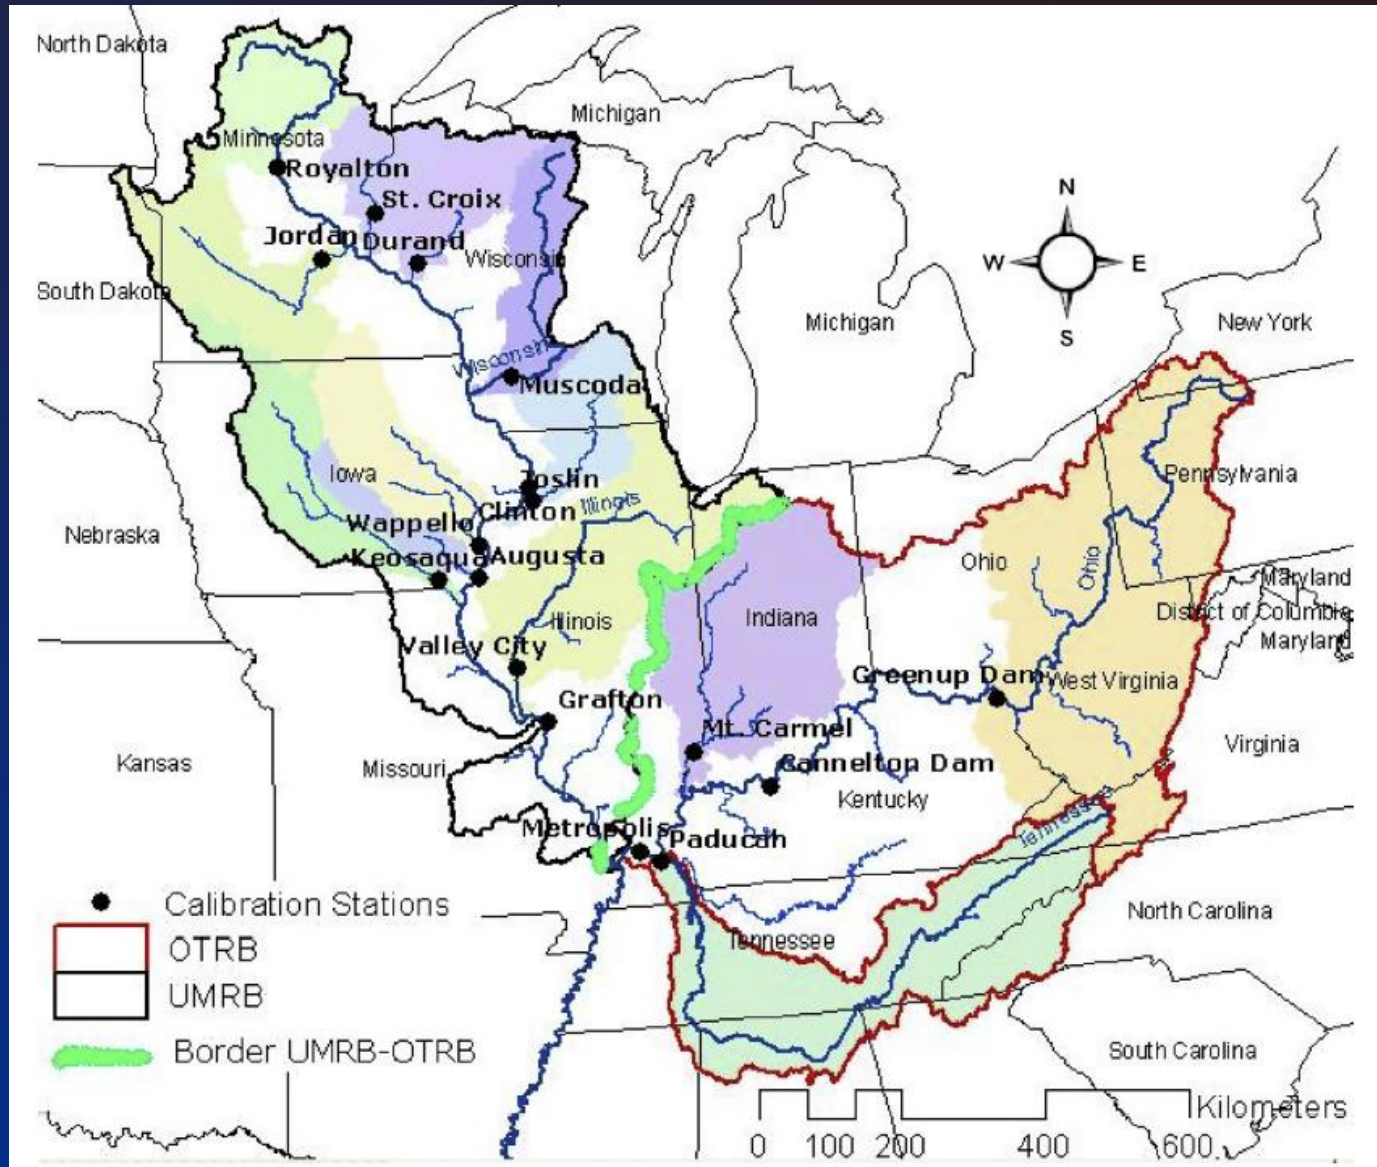 North Dakota
Michigan
Minnesota
Royalton
St. Croix
Jordan
Durand
Wisconsin
South Dakota
Michigan
New York
N
W
E
S
Wisconsin
Muscoda
Iowa
Joslin
Pennsylvania
Clinton
Illinois
Wappello
Nebraska
Keosaqua
Augusta
Ohio
Ohio
Maryland
District of Columbia
Maryland
Illinois
Indiana
Valley City
Greenup Dam
West Virginia
Grafton
Mt. Carmel
Virginia
Kansas
Missouri
Cannelton Dam
Kentucky
Metropolis
Paducah
Tennessee
Calibration Stations
North Carolina
OTRB
Tennessee
UMRB
Border UMRB-OTRB
South Carolina
Kilometers
0 100 200 400 600